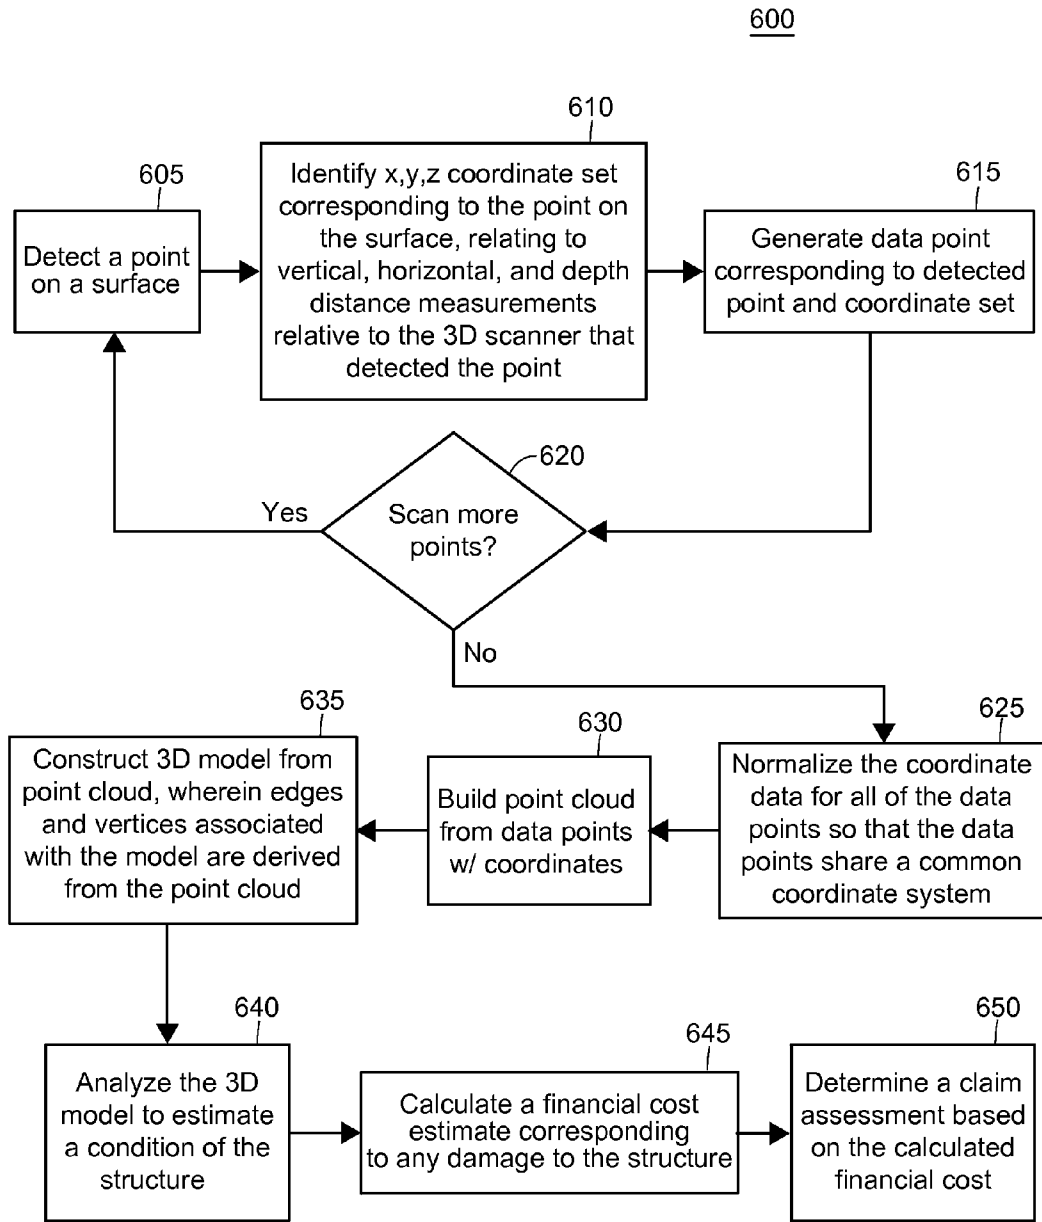 600
605
Detect a point
on a surface
610
Identify x,y,z coordinate set
corresponding to the point on
the surface, relating to
vertical, horizontal, and depth
distance measurements
relative to the 3D scanner that
detected the point
615
Generate data point
corresponding to detected
point and coordinate set
620
Scan more
points?
Yes
No
625
Normalize the coordinate
data for all of the data
points so that the data
points share a common
coordinate system
630
Build point cloud
from data points
w/ coordinates
635
Construct 3D model from
point cloud, wherein edges
and vertices associated
with the model are derived
from the point cloud
640
Analyze the 3D
model to estimate
a condition of the
structure
645
Calculate a financial cost
estimate corresponding
to any damage to the structure
650
Determine a claim
assessment based
on the calculated
financial cost